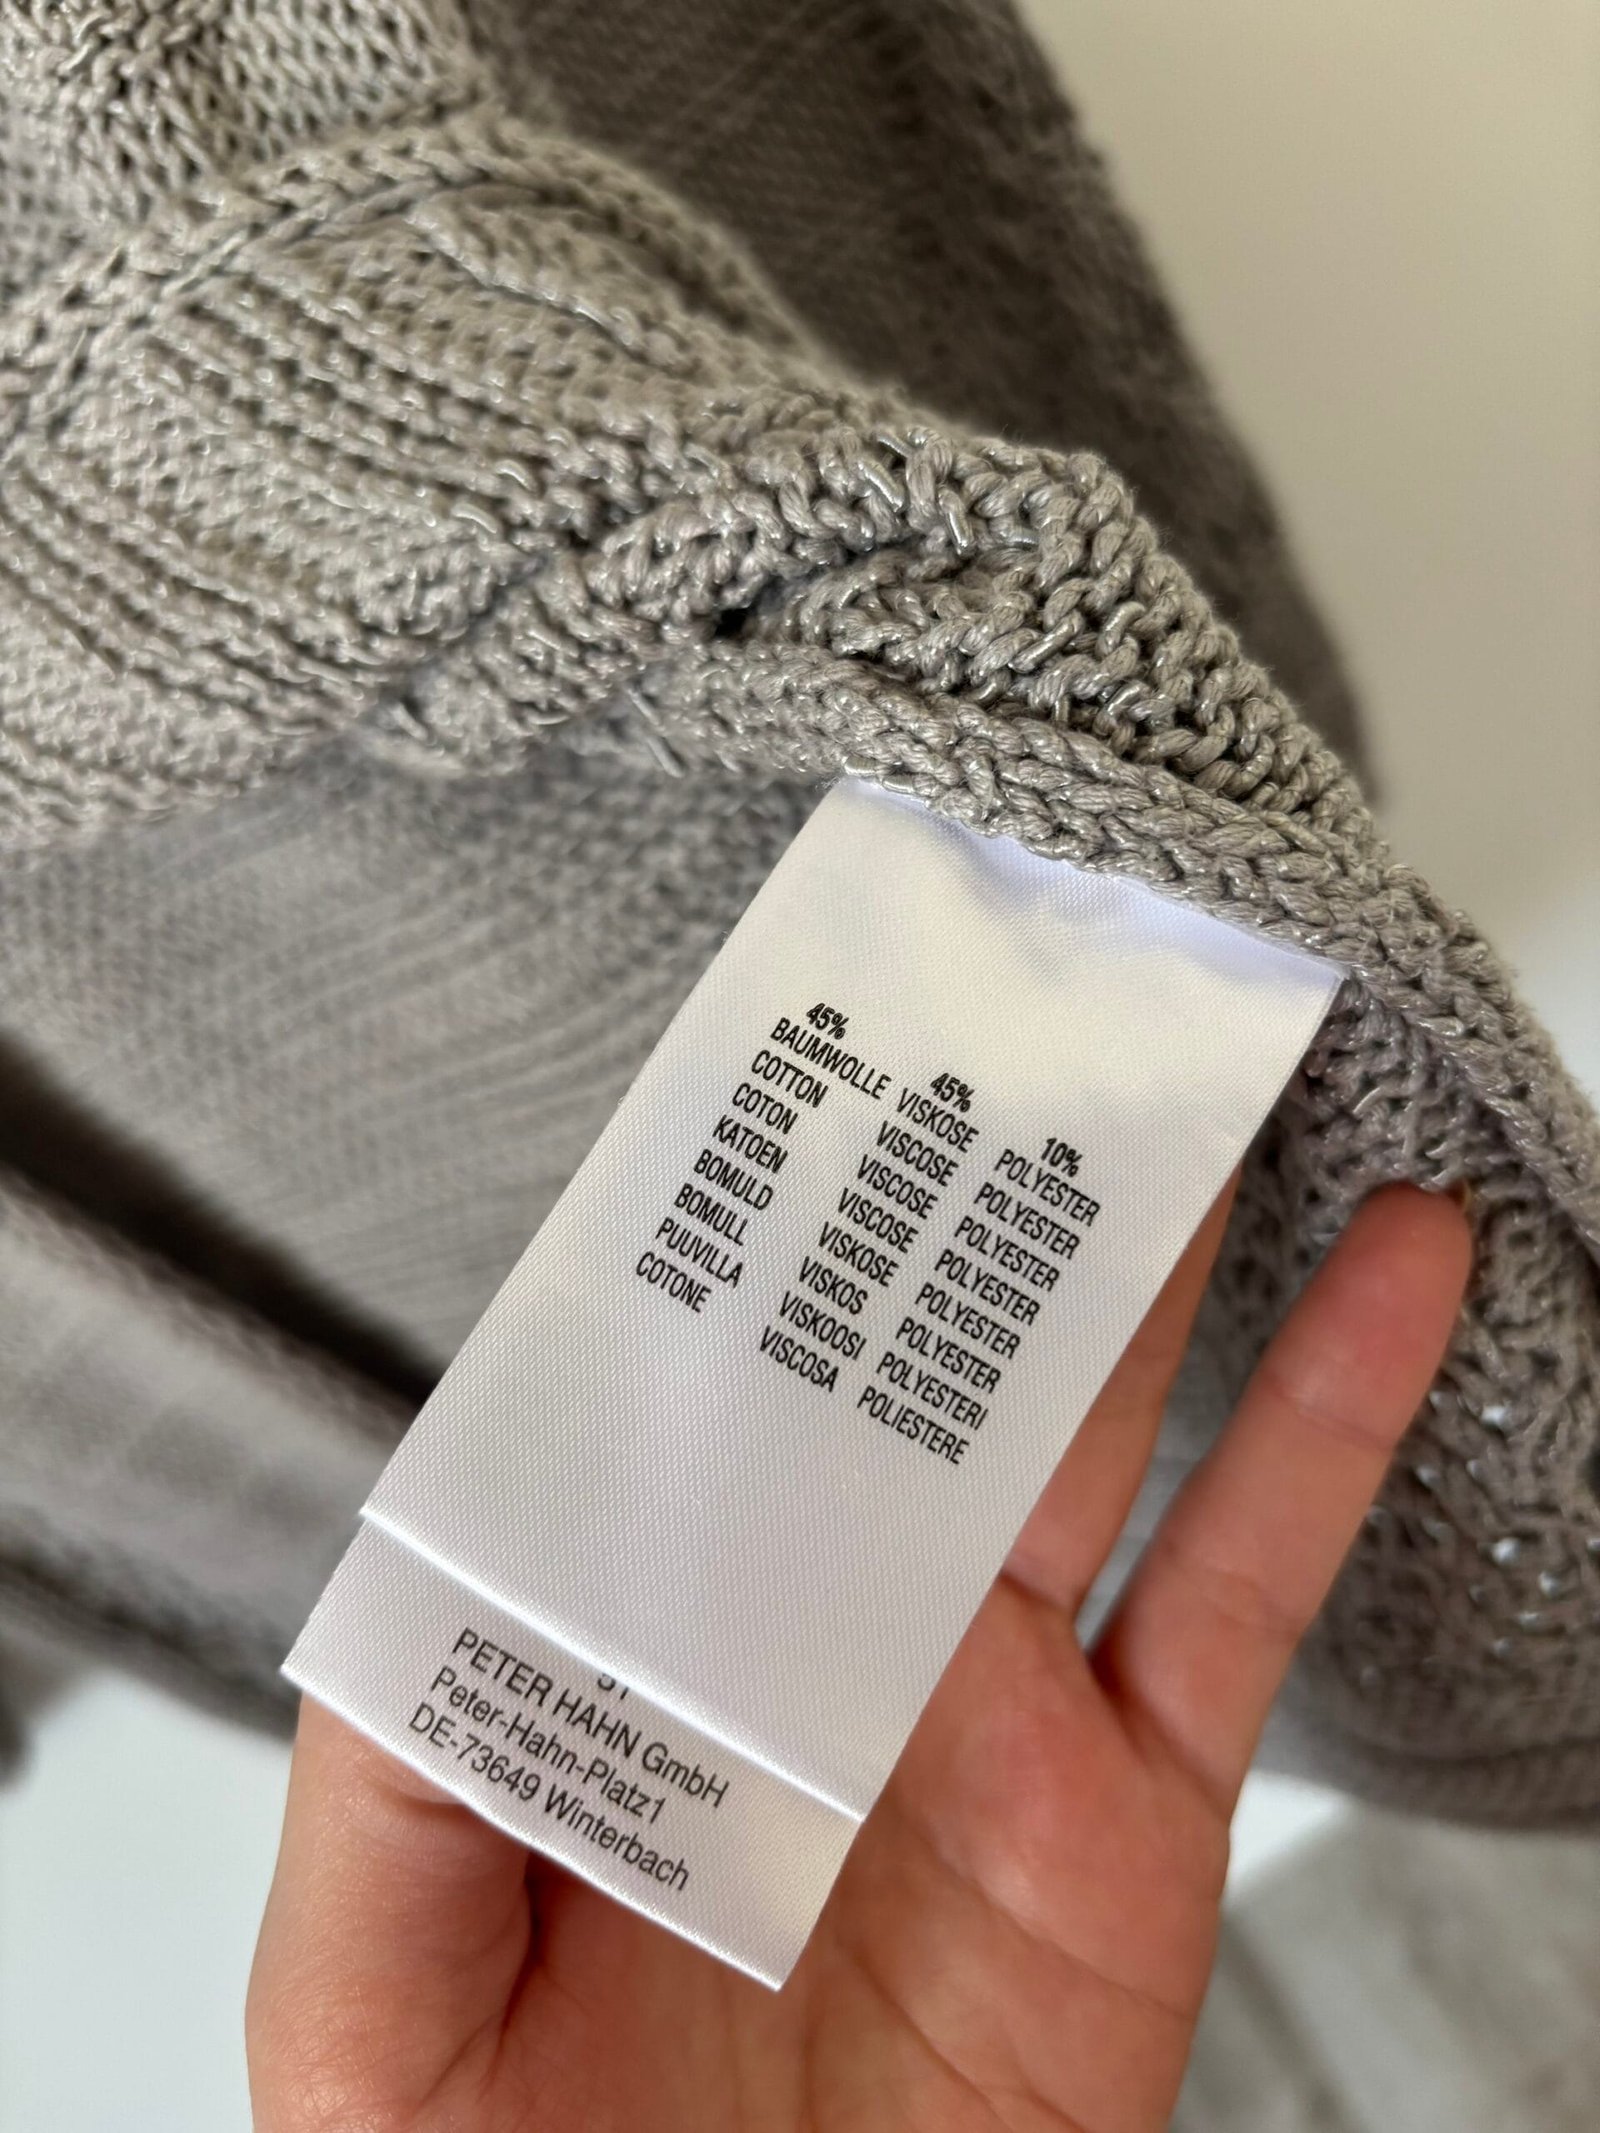 45% 45% 10%
BAUMWOLLE VISKOSE POLYESTER
COTTON VISCOSE POLYESTER
COTON VISCOSE POLYESTER
KATOEN VISCOSE POLYESTER
BOMULD VISKOSE POLYESTER
BOMULL VISKOS POLYESTER
PUUVILLA VISKOOSI POLYESTERI
COTONE VISCOSA POLIESTERE
PETER HAHN GmbH
Peter-Hahn-Platz1
DE-73649 Winterbach